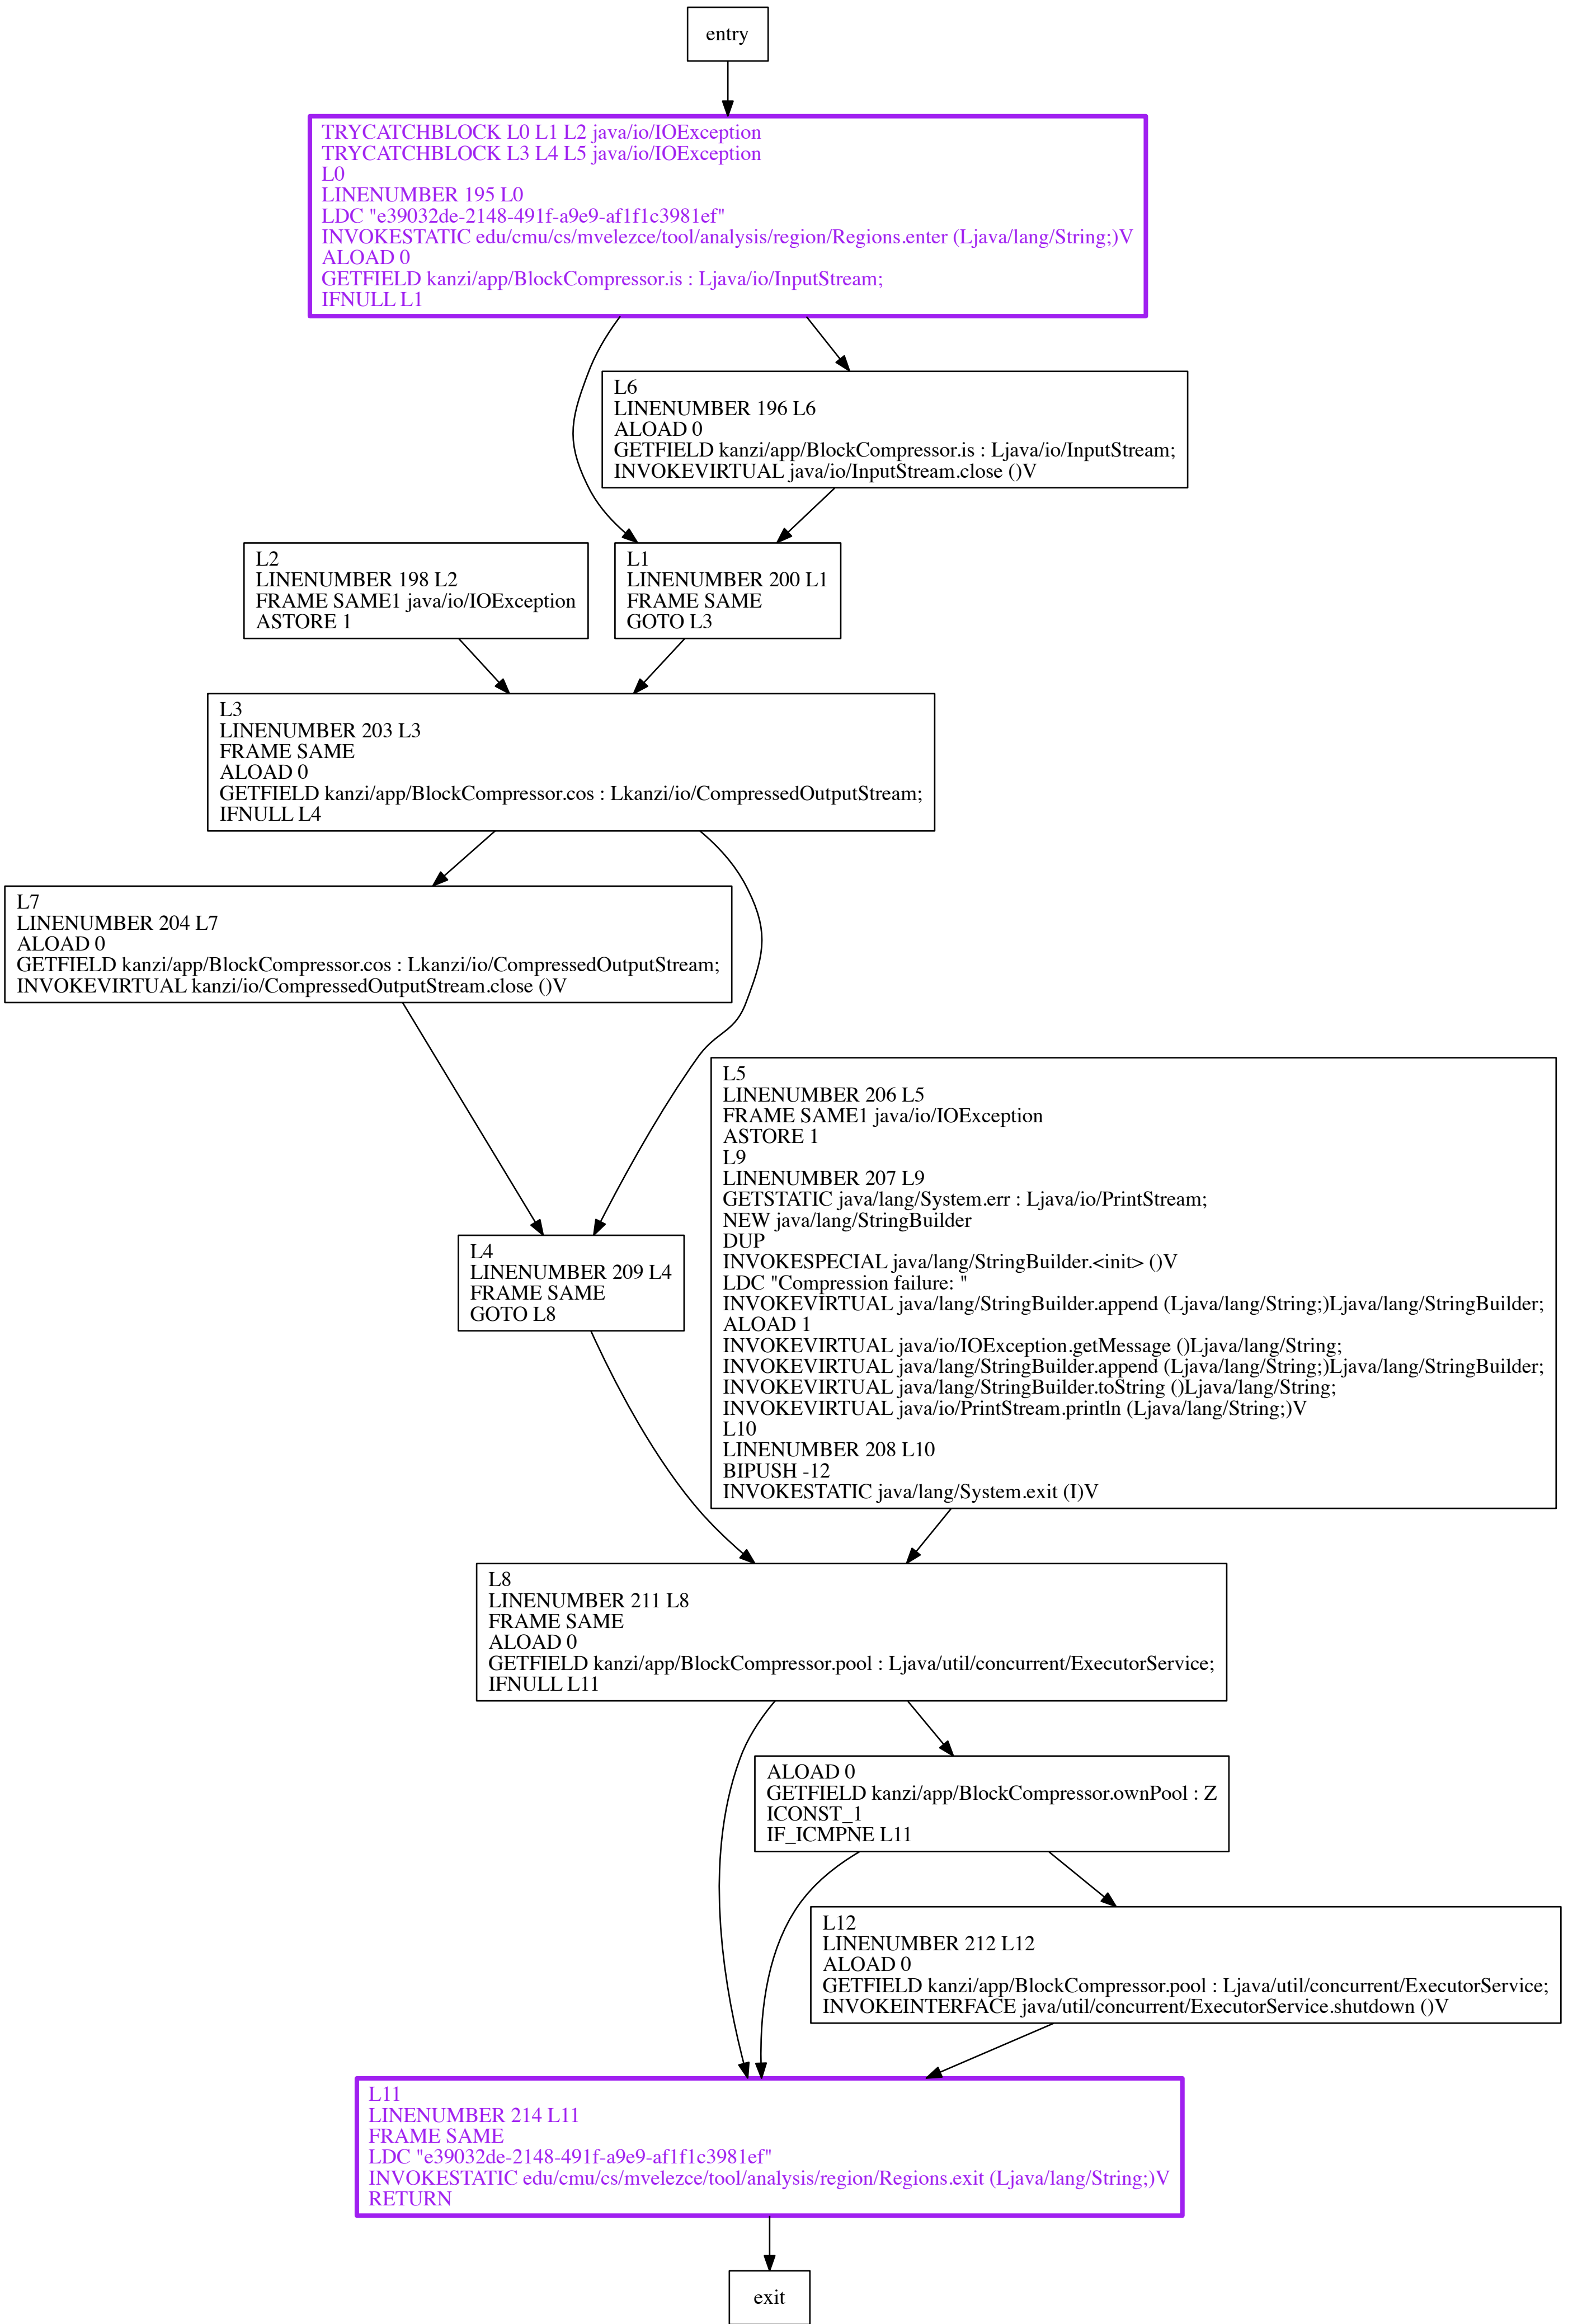 entry
TRYCATCHBLOCK L0 L1 L2 java/io/IOException
TRYCATCHBLOCK L3 L4 L5 java/io/IOException
L0
LINENUMBER 195 L0
LDC "e39032de-2148-491f-a9e9-af1f1c3981ef"
INVOKESTATIC edu/cmu/cs/mvelezce/tool/analysis/region/Regions.enter (Ljava/lang/String;)V
ALOAD 0
GETFIELD kanzi/app/BlockCompressor.is : Ljava/io/InputStream;
IFNULL L1
L6
LINENUMBER 196 L6
ALOAD 0
GETFIELD kanzi/app/BlockCompressor.is : Ljava/io/InputStream;
INVOKEVIRTUAL java/io/InputStream.close ()V
L2
LINENUMBER 198 L2
FRAME SAME1 java/io/IOException
ASTORE 1
L1
LINENUMBER 200 L1
FRAME SAME
GOTO L3
L3
LINENUMBER 203 L3
FRAME SAME
ALOAD 0
GETFIELD kanzi/app/BlockCompressor.cos : Lkanzi/io/CompressedOutputStream;
IFNULL L4
L7
LINENUMBER 204 L7
ALOAD 0
GETFIELD kanzi/app/BlockCompressor.cos : Lkanzi/io/CompressedOutputStream;
INVOKEVIRTUAL kanzi/io/CompressedOutputStream.close ()V
L5
LINENUMBER 206 L5
FRAME SAME1 java/io/IOException
ASTORE 1
L9
LINENUMBER 207 L9
GETSTATIC java/lang/System.err : Ljava/io/PrintStream;
NEW java/lang/StringBuilder
DUP
INVOKESPECIAL java/lang/StringBuilder.<init> ()V
LDC "Compression failure: "
INVOKEVIRTUAL java/lang/StringBuilder.append (Ljava/lang/String;)Ljava/lang/StringBuilder;
ALOAD 1
INVOKEVIRTUAL java/io/IOException.getMessage ()Ljava/lang/String;
INVOKEVIRTUAL java/lang/StringBuilder.append (Ljava/lang/String;)Ljava/lang/StringBuilder;
INVOKEVIRTUAL java/lang/StringBuilder.toString ()Ljava/lang/String;
INVOKEVIRTUAL java/io/PrintStream.println (Ljava/lang/String;)V
L10
LINENUMBER 208 L10
BIPUSH -12
INVOKESTATIC java/lang/System.exit (I)V
L4
LINENUMBER 209 L4
FRAME SAME
GOTO L8
L8
LINENUMBER 211 L8
FRAME SAME
ALOAD 0
GETFIELD kanzi/app/BlockCompressor.pool : Ljava/util/concurrent/ExecutorService;
IFNULL L11
ALOAD 0
GETFIELD kanzi/app/BlockCompressor.ownPool : Z
ICONST_1
IF_ICMPNE L11
L12
LINENUMBER 212 L12
ALOAD 0
GETFIELD kanzi/app/BlockCompressor.pool : Ljava/util/concurrent/ExecutorService;
INVOKEINTERFACE java/util/concurrent/ExecutorService.shutdown ()V
L11
LINENUMBER 214 L11
FRAME SAME
LDC "e39032de-2148-491f-a9e9-af1f1c3981ef"
INVOKESTATIC edu/cmu/cs/mvelezce/tool/analysis/region/Regions.exit (Ljava/lang/String;)V
RETURN
exit